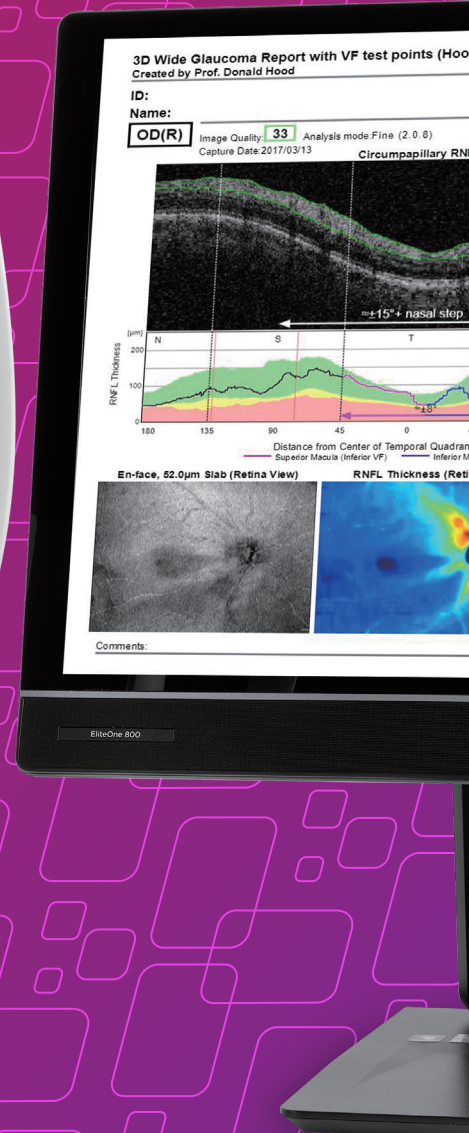 3D Wide Glaucoma Report with VF test points (Hoo
Created by Prof. Donald Hood
ID:
Name:
OD(R) Image Quality: 33 Analysis mode:Fine (2.0.8)
Capture Date:2017/03/13
Circumpapillary RNF
≈±15°+ nasal step
[µm]
N S T
200
100
0
RNFL Thickness
≈±8°
180 135 90 45 0
Distance from Center of Temporal Quadran
Superior Macula (Inferior VF) Inferior M
En-face, 52.0µm Slab (Retina View) RNFL Thickness (Reti
Comments:
EliteOne 800